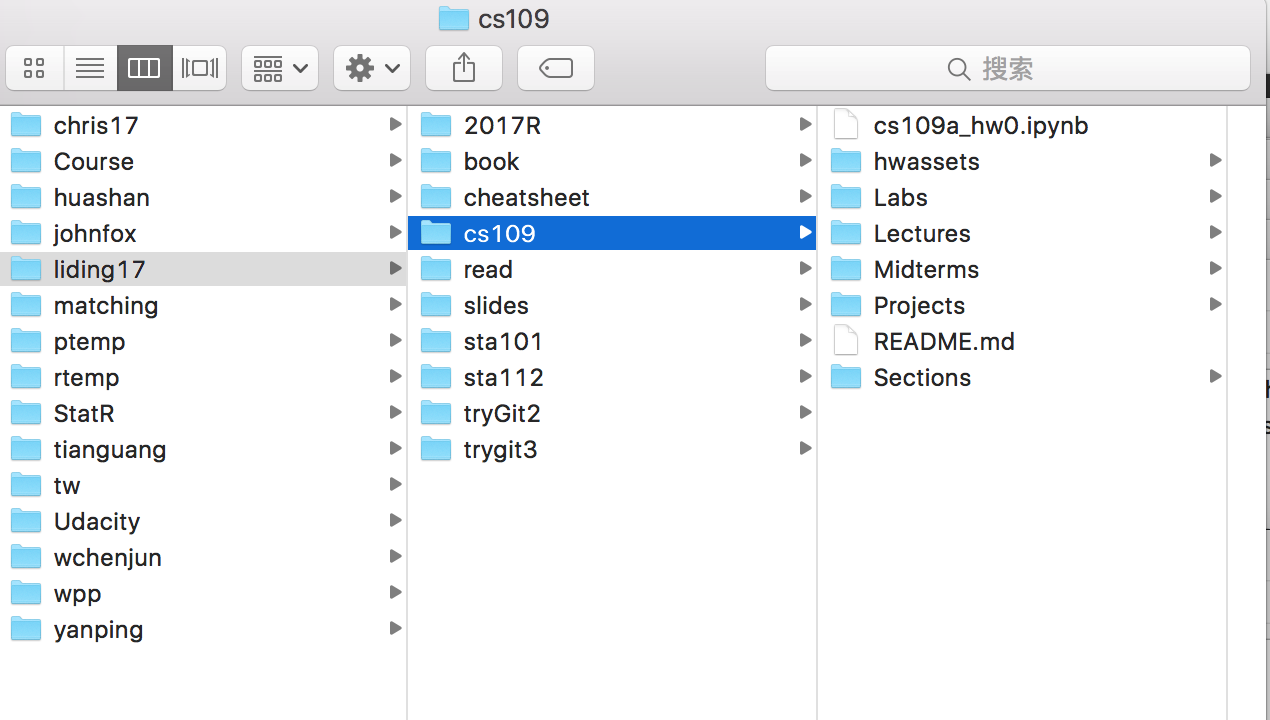 cs109
搜索
chris17
Course
huashan
johnfox
liding17
matching
ptemp
rtemp
StatR
tianguang
tw
Udacity
wchenjun
wpp
yanping
2017R
book
cheatsheet
cs109
read
slides
sta101
sta112
tryGit2
trygit3
cs109a_hw0.ipynb
hwassets
Labs
Lectures
Midterms
Projects
README.md
Sections